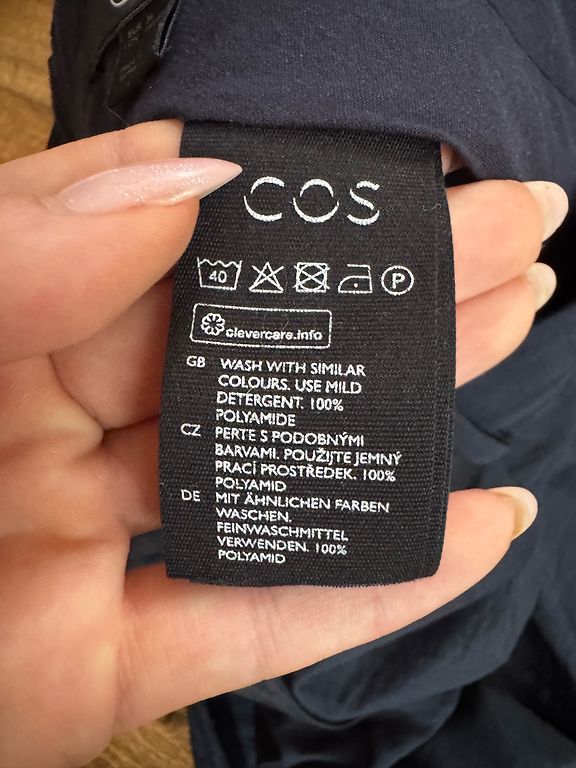 COS
40 P
clevercare.info
GB WASH WITH SIMILAR
COLOURS. USE MILD
DETERGENT. 100%
POLYAMIDE
CZ PERTE S PODOBNÝMI
BARVAMI. POUŽIJTE JEMNÝ
PRACÍ PROSTŘEDEK. 100%
POLYAMID
DE MIT ÄHNLICHEN FARBEN
WASCHEN.
FEINWASCHMITTEL
VERWENDEN. 100%
POLYAMID